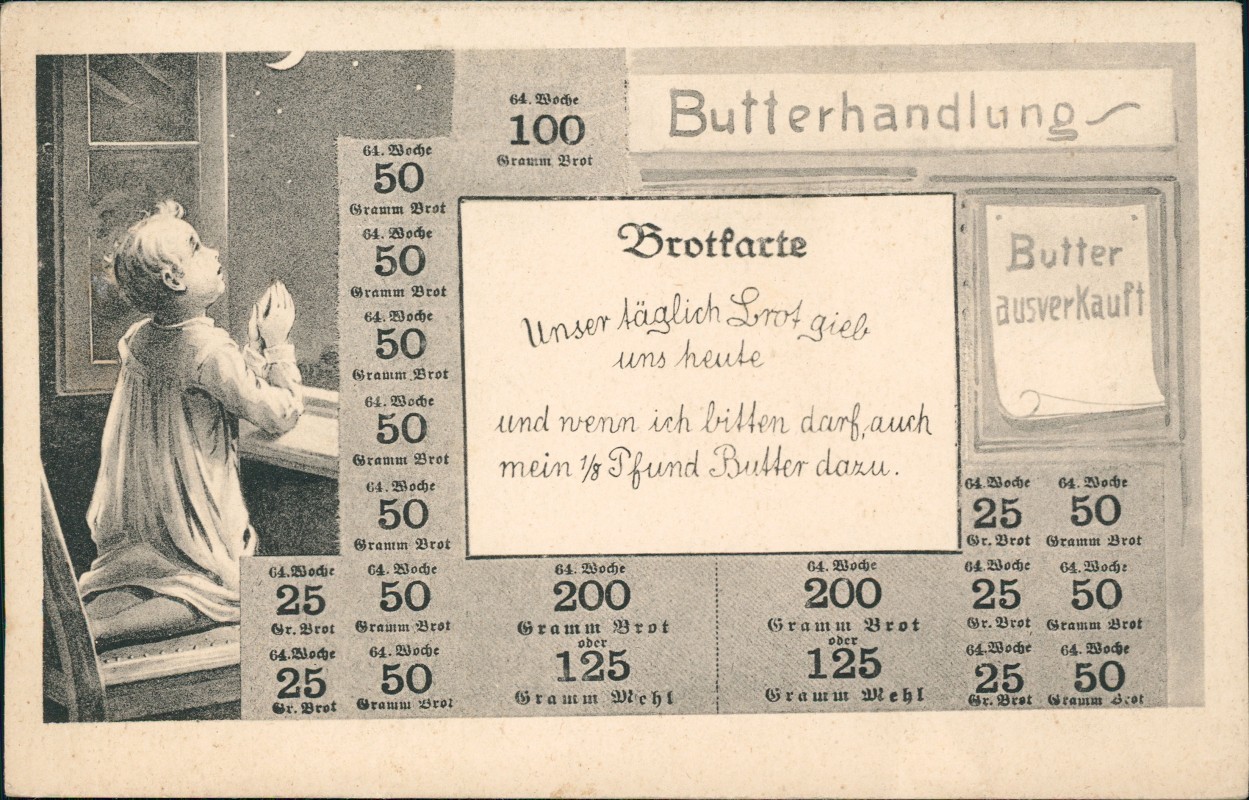 64. Woche
100
Gramm Brot
Butterhandlung
64. Woche
50
Gramm Brot
64. Woche
50
Gramm Brot
64. Woche
50
Gramm Brot
64. Woche
50
Gramm Brot
64. Woche
50
Gramm Brot
Brotkarte
Unser täglich Brot gieb
uns heute
und wenn ich bitten darf, auch
mein 1/8 Pfund Butter dazu.
Butter
ausverkauft
64. Woche
25
Gr. Brot
64. Woche
50
Gramm Brot
64. Woche
25
Gr. Brot
64. Woche
50
Gramm Brot
64. Woche
200
Gramm Brot
oder
125
Gramm Mehl
64. Woche
200
Gramm Brot
oder
125
Gramm Mehl
64. Woche
25
Gr. Brot
64. Woche
50
Gramm Brot
64. Woche
25
Gr. Brot
64. Woche
50
Gramm Brot
64. Woche
25
Gr. Brot
64. Woche
50
Gramm Brot